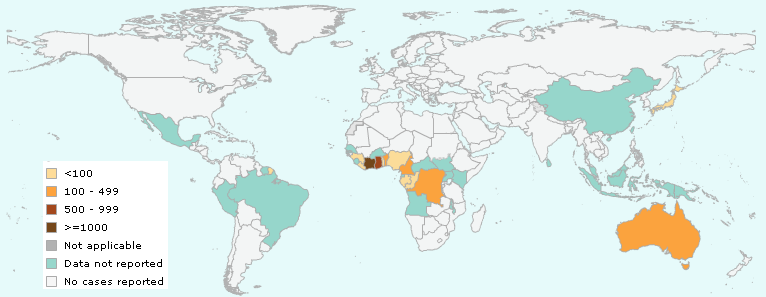 <100
100 - 499
500 - 999
>=1000
Not applicable
Data not reported
No cases reported